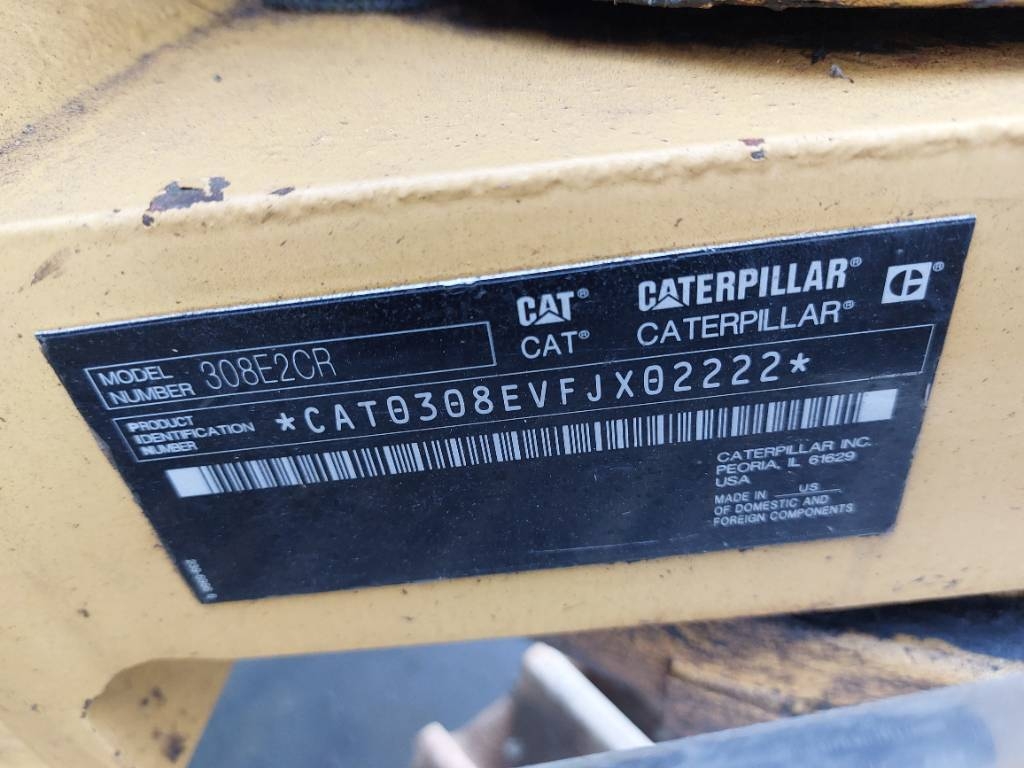 CAT® CATERPILLAR® ®
CAT® CATERPILLAR®
MODEL NUMBER 308E2CR
PRODUCT IDENTIFICATION NUMBER *CAT0308EVFJX02222*
CATERPILLAR INC.
PEORIA, IL 61629
USA
MADE IN US
OF DOMESTIC AND
FOREIGN COMPONENTS